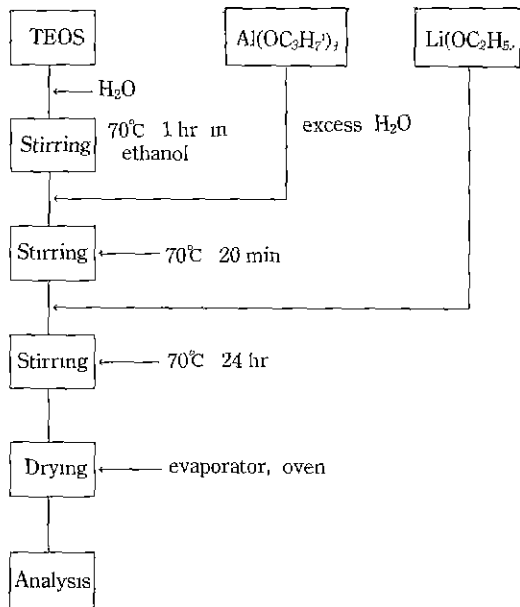 TEOS
Al(OC₃H₇ⁱ)₃
Li(OC₂H₅
H₂O
70℃ 1 hr in
ethanol
Stirring
excess H₂O
Stirring
70℃ 20 min
Stirring
70℃ 24 hr
Drying
evaporator, oven
Analysis